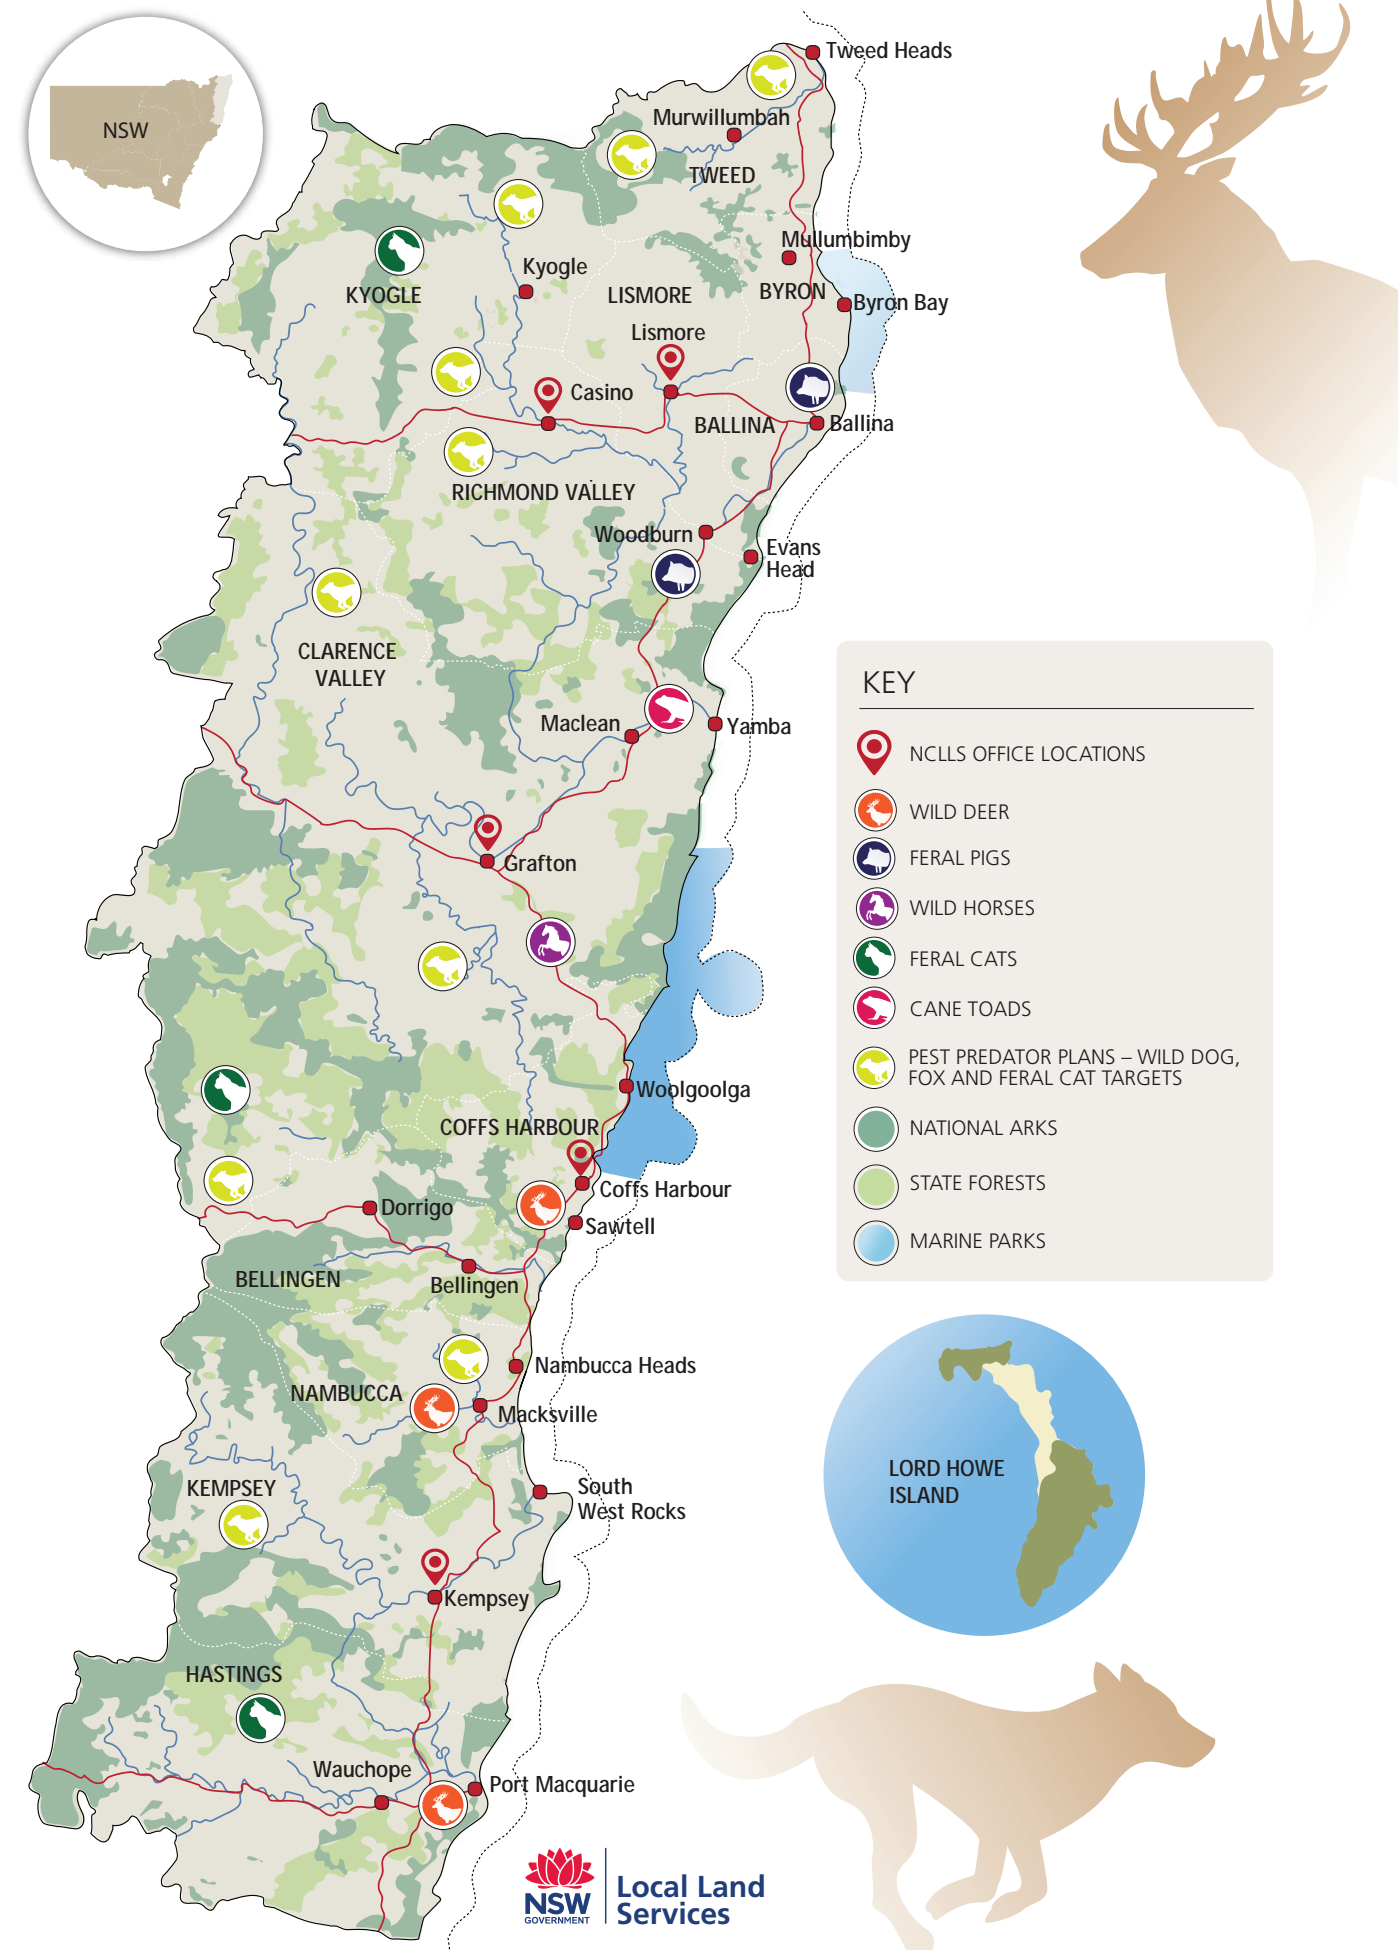 NSW
Tweed Heads
Murwillumbah
TWEED
Mullumbimby
Kyogle
KYOGLE
LISMORE
BYRON
Byron Bay
Lismore
Casino
BALLINA
Ballina
RICHMOND VALLEY
Woodburn
Evans
Head
CLARENCE
VALLEY
Maclean
Yamba
Grafton
Woolgoolga
COFFS HARBOUR
Coffs Harbour
Dorrigo
Sawtell
BELLINGEN
Bellingen
Nambucca Heads
NAMBUCCA
Macksville
KEMPSEY
South
West Rocks
Kempsey
HASTINGS
Wauchope
Port Macquarie
KEY
NCLLS OFFICE LOCATIONS
WILD DEER
FERAL PIGS
WILD HORSES
FERAL CATS
CANE TOADS
PEST PREDATOR PLANS – WILD DOG,
FOX AND FERAL CAT TARGETS
NATIONAL ARKS
STATE FORESTS
MARINE PARKS
LORD HOWE
ISLAND
NSW
GOVERNMENT
Local Land
Services